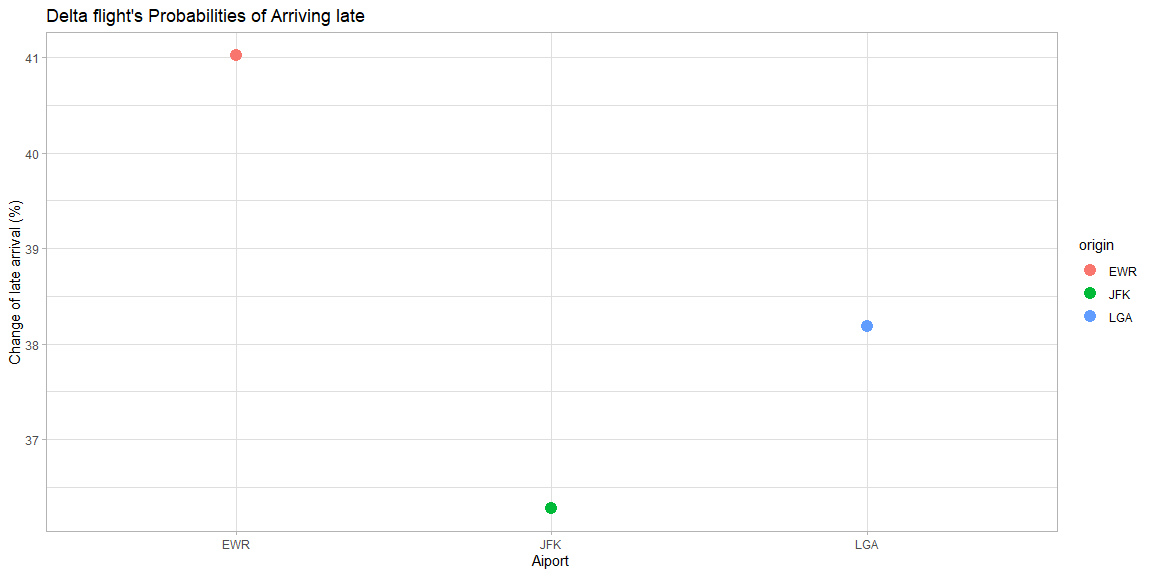 Delta flight's Probabilities of Arriving late
Change of late arrival (%)
41
40
39
38
37
EWR
JFK
LGA
Aiport
origin
EWR
JFK
LGA